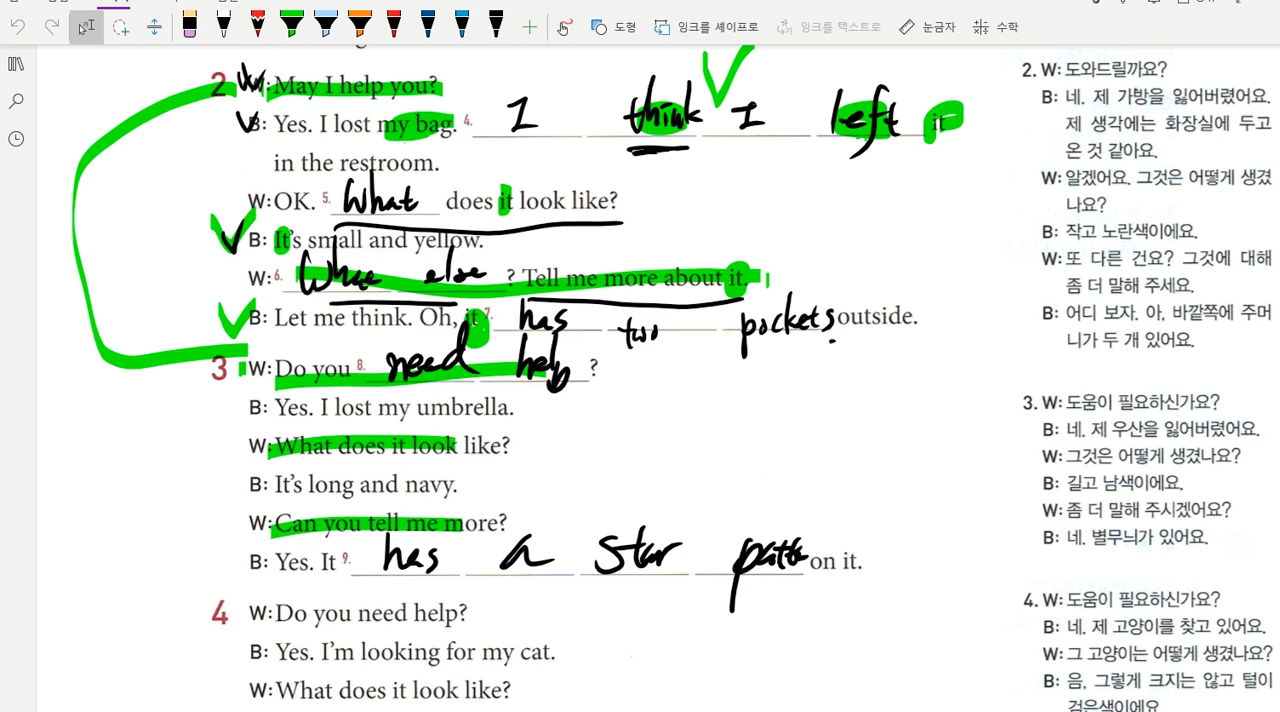 도형 잉크를 셰이프로 잉크를 텍스트로 눈금자 수학
2 W: May I help you?
B: Yes. I lost my bag. 4. I think I left it
in the restroom.
W: OK. 5. What does it look like?
B: It's small and yellow.
W: 6. What else ? Tell me more about it.
B: Let me think. Oh, it 7. has two pockets outside.
3 W: Do you 8. need help ?
B: Yes. I lost my umbrella.
W: What does it look like?
B: It's long and navy.
W: Can you tell me more?
B: Yes. It 9. has a star on it.
4 W: Do you need help?
B: Yes. I'm looking for my cat.
W: What does it look like?
2. W: 도와드릴까요?
B: 네. 제 가방을 잃어버렸어요.
제 생각에는 화장실에 두고
온 것 같아요.
W: 알겠어요. 그것은 어떻게 생겼
나요?
B: 작고 노란색이에요.
W: 또 다른 건요? 그것에 대해
좀 더 말해 주세요.
B: 어디 보자. 아, 바깥쪽에 주머
니가 두 개 있어요.
3. W: 도움이 필요하신가요?
B: 네. 제 우산을 잃어버렸어요.
W: 그것은 어떻게 생겼나요?
B: 길고 남색이에요.
W: 좀 더 말해 주시겠어요?
B: 네. 별무늬가 있어요.
4. W: 도움이 필요하신가요?
B: 네. 제 고양이를 찾고 있어요.
W: 그 고양이는 어떻게 생겼나요?
B: 음, 그렇게 크지는 않고 털이
검은색이에요